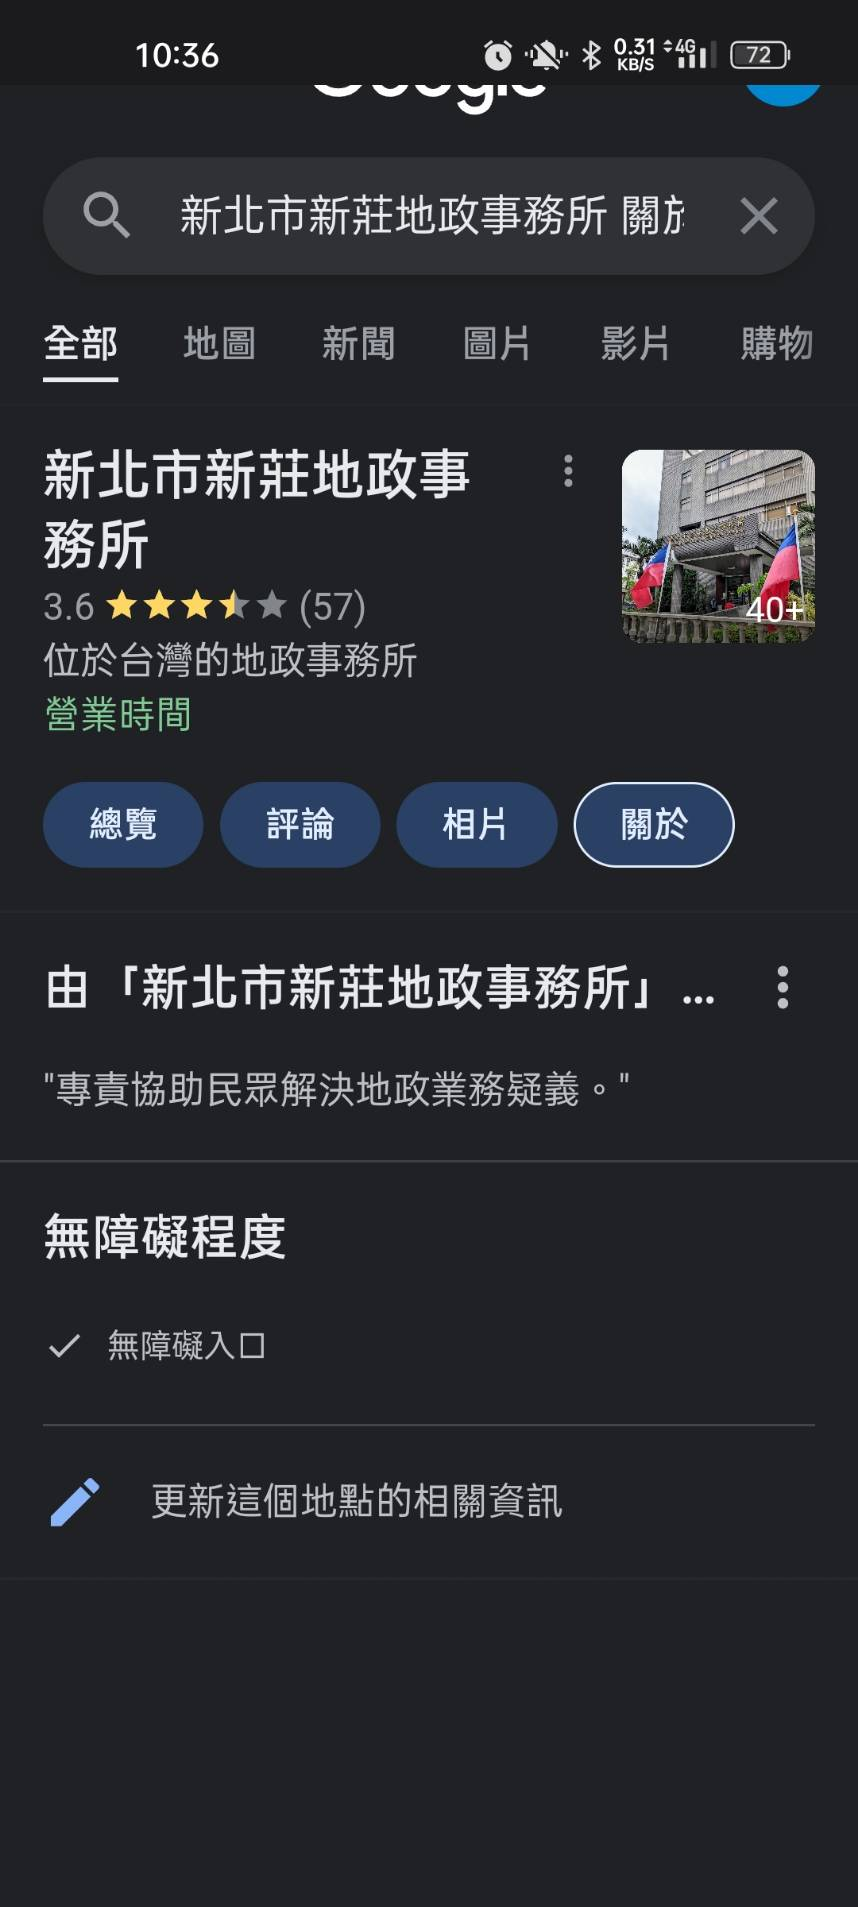 10:36
0.31 KB/S 4G 72
Google
新北市新莊地政事務所 關於
全部 地圖 新聞 圖片 影片 購物
新北市新莊地政事
務所
3.6 (57)
40+
位於台灣的地政事務所
營業時間
總覽 評論 相片 關於
由「新北市新莊地政事務所」...
"專責協助民眾解決地政業務疑義。"
無障礙程度
無障礙入口
更新這個地點的相關資訊